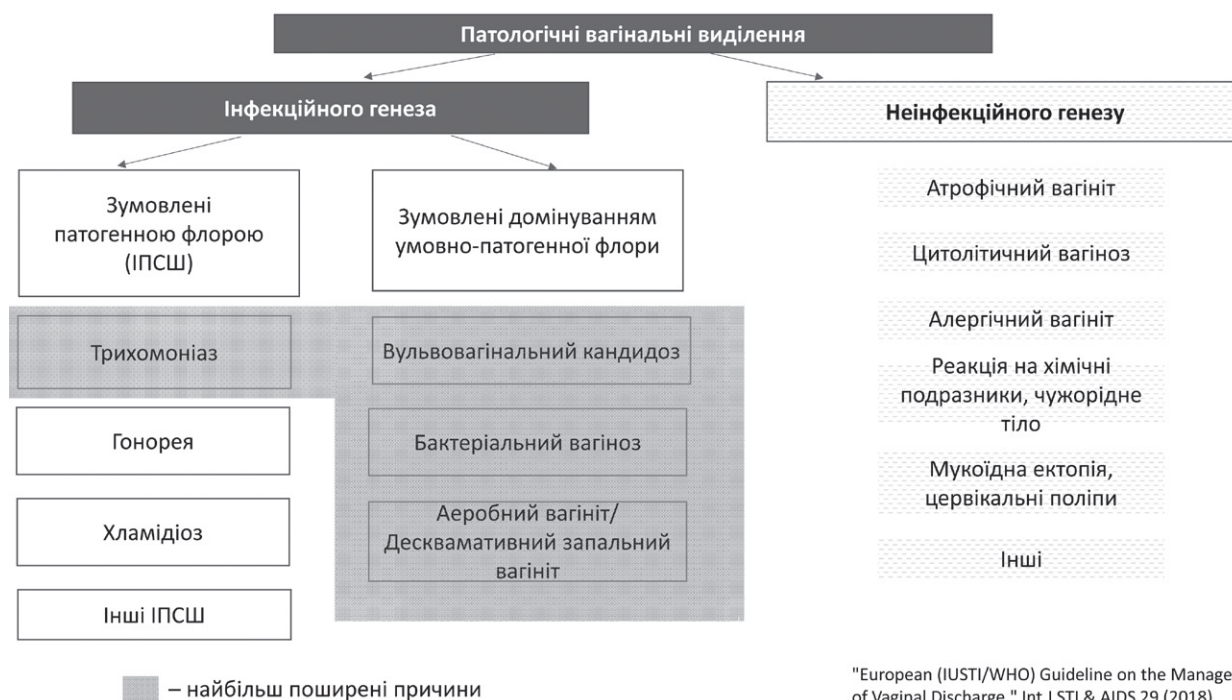 Патологічні вагінальні виділення
Інфекційного генеза
Неінфекційного генезу
Зумовлені
патогенною флорою
(ІПСШ)
Зумовлені домінуванням
умовно-патогенної флори
Трихомоніаз
Гонорея
Хламідіоз
Інші ІПСШ
Вульвовагінальний кандидоз
Бактеріальний вагіноз
Аеробний вагініт/
Десквамативний запальний
вагініт
Атрофічний вагініт
Цитолітичний вагіноз
Алергічний вагініт
Реакція на хімічні
подразники, чужорідне
тіло
Мукоїдна ектопія,
цервікальні поліпи
Інші
– найбільш поширені причини
"European (IUSTI/WHO) Guideline on the Manage
of Vaginal Discharge." Int J STI & AIDS 29 (2018)